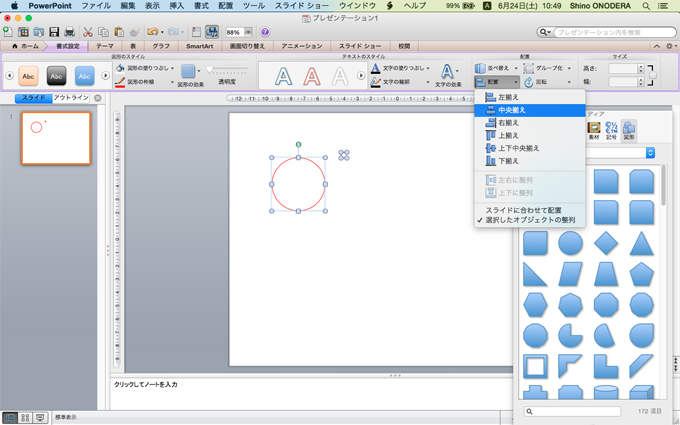 PowerPoint ファイル 編集 表示 挿入 書式 配置 ツール スライド ショー ウインドウ ヘルプ 99% A 6月24日(土) 10:49 Shino ONODERA
プレゼンテーション1
88%
プレゼンテーション内を検索
ホーム 書式設定 テーマ 表 グラフ SmartArt 画面切り替え アニメーション スライド ショー 校閲
図形のスタイル テキストのスタイル 配置 サイズ
Abc Abc Abc
図形の塗りつぶし
図形の枠線
図形の効果
透明度
A A A
文字の塗りつぶし
文字の輪郭
文字の効果
並べ替え グループ化
配置 回転
高さ:
幅:
スライド アウトライン
1
左揃え
中央揃え
右揃え
上揃え
上下中央揃え
下揃え
左右に整列
上下に整列
スライドに合わせて配置
✓ 選択したオブジェクトの整列
ディア
素材 記号 図形
クリックしてノートを入力
172 項目
標準表示